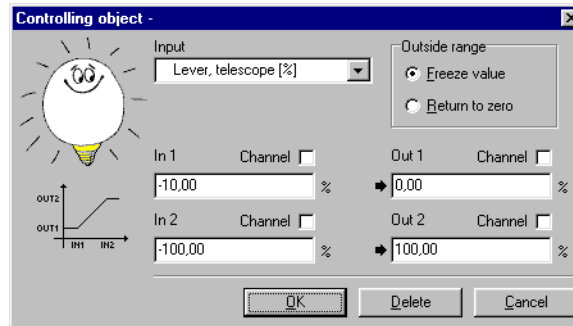 Controlling object -
Input
Lever, telescope [%]
Outside range
Freeze value
Return to zero
In 1 Channel
Out 1 Channel
-10,00 %
0,00 %
In 2 Channel
Out 2 Channel
-100,00 %
100,00 %
OUT2
OUT1
IN1 IN2
OK Delete Cancel